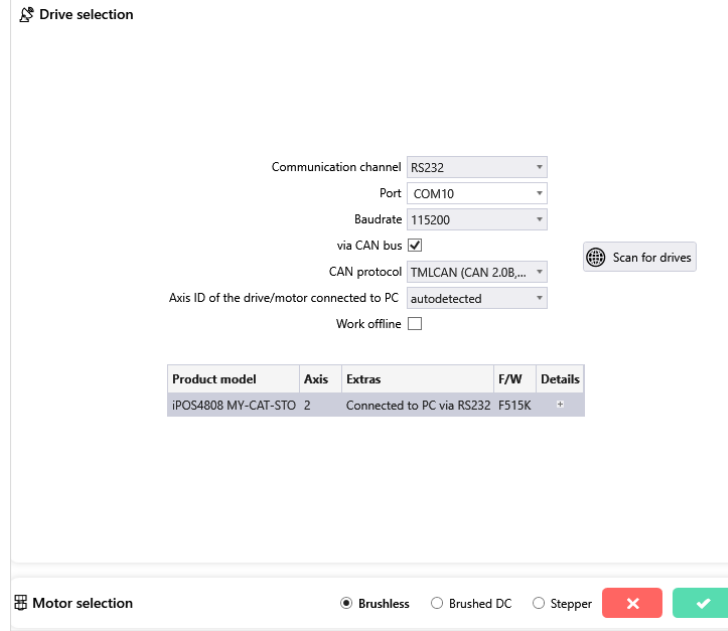 Drive selection
Communication channel RS232
Port COM10
Baudrate 115200
via CAN bus
CAN protocol TMLCAN (CAN 2.0B,...
Axis ID of the drive/motor connected to PC autodetected
Work offline
Scan for drives
Product model Axis Extras F/W Details
iPOS4808 MY-CAT-STO 2 Connected to PC via RS232 F515K +
Motor selection Brushless Brushed DC Stepper